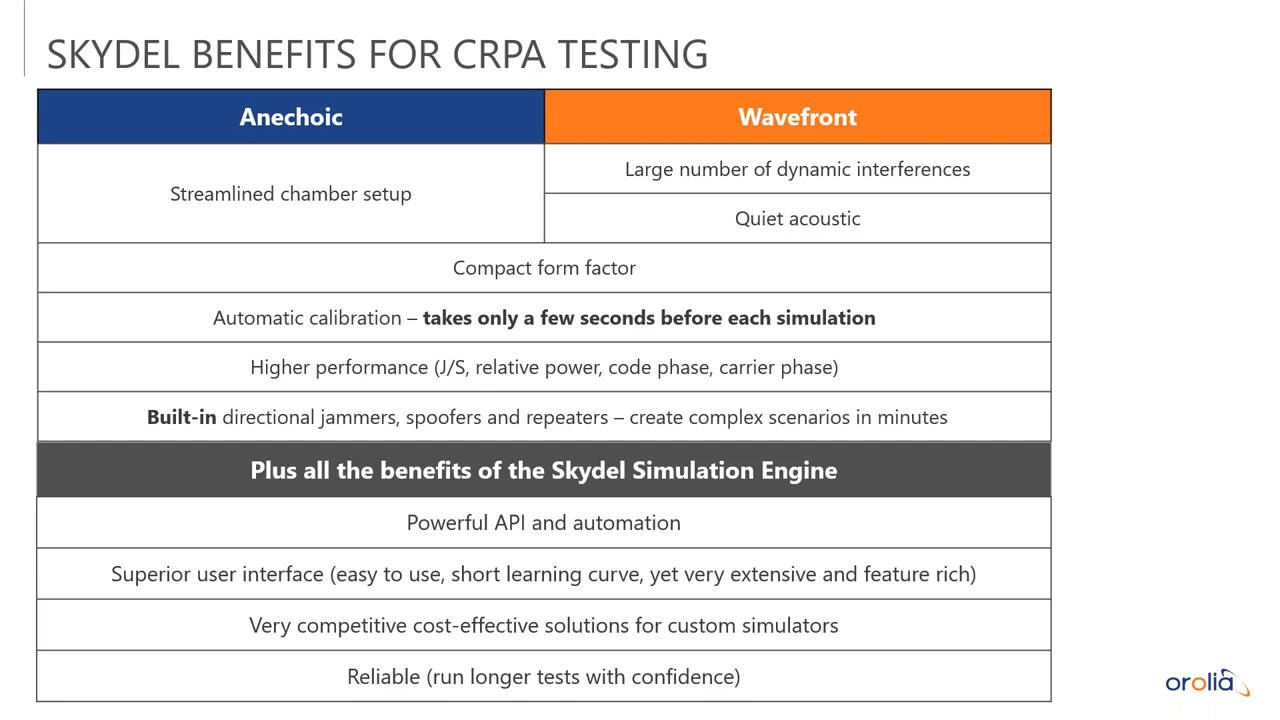 SKYDEL BENEFITS FOR CRPA TESTING
Anechoic
Wavefront
Streamlined chamber setup
Large number of dynamic interferences
Quiet acoustic
Compact form factor
Automatic calibration – takes only a few seconds before each simulation
Higher performance (J/S, relative power, code phase, carrier phase)
Built-in directional jammers, spoofers and repeaters – create complex scenarios in minutes
Plus all the benefits of the Skydel Simulation Engine
Powerful API and automation
Superior user interface (easy to use, short learning curve, yet very extensive and feature rich)
Very competitive cost-effective solutions for custom simulators
Reliable (run longer tests with confidence)
orolia